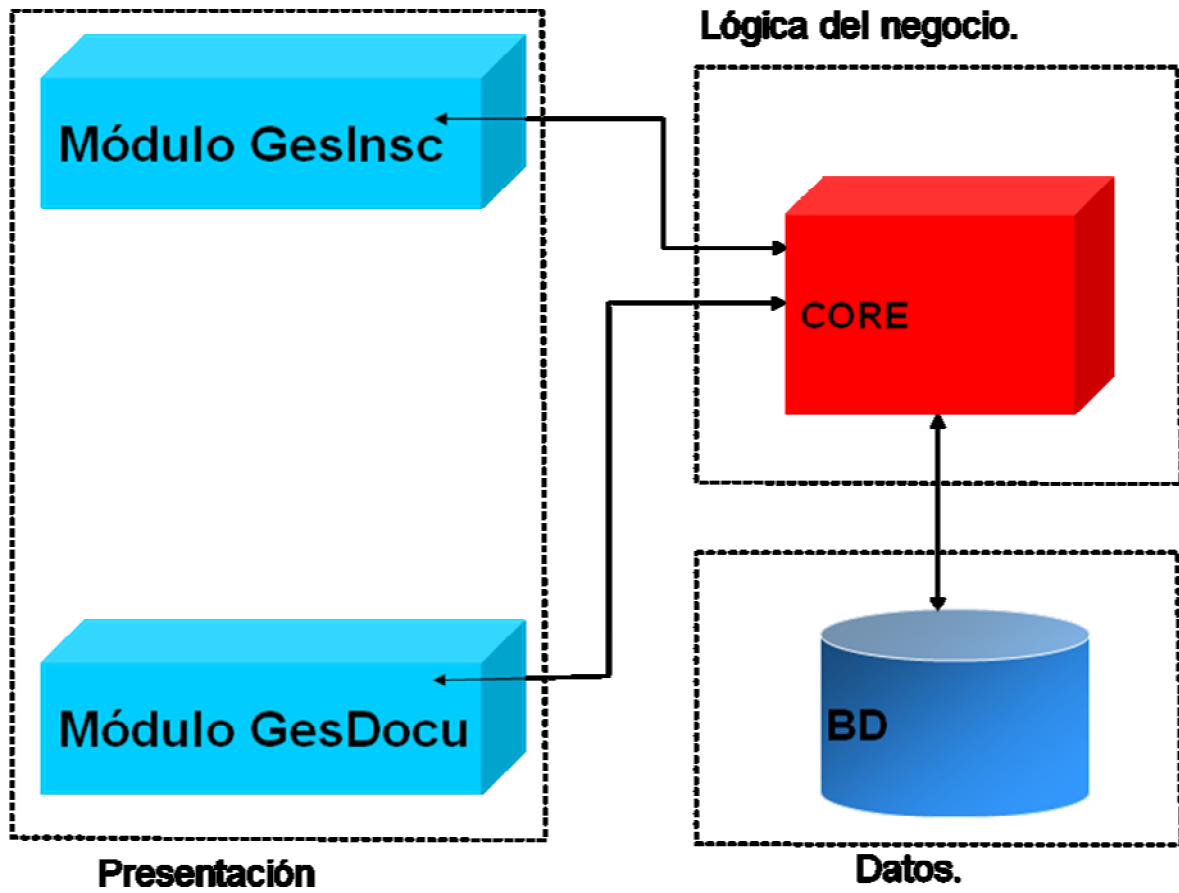 Lógica del negocio.
Módulo GesInsc
CORE
Módulo GesDocu
BD
Presentación
Datos.